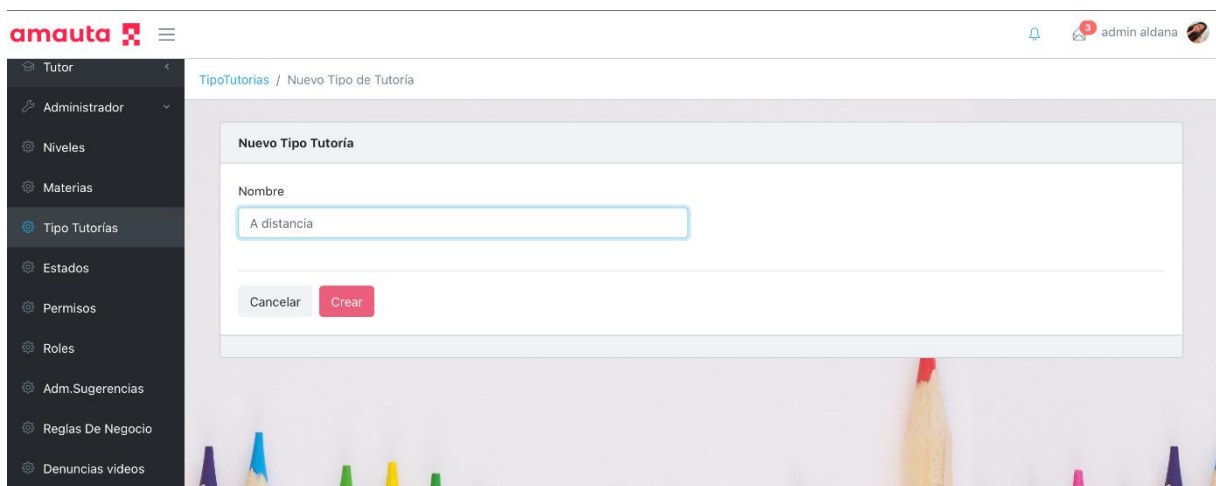 amauta
3
admin aldana
Tutor
TipoTutorias / Nuevo Tipo de Tutoría
Administrador
Niveles
Materias
Tipo Tutorías
Estados
Permisos
Roles
Adm.Sugerencias
Reglas De Negocio
Denuncias videos
Nuevo Tipo Tutoría
Nombre
A distancia
Cancelar
Crear